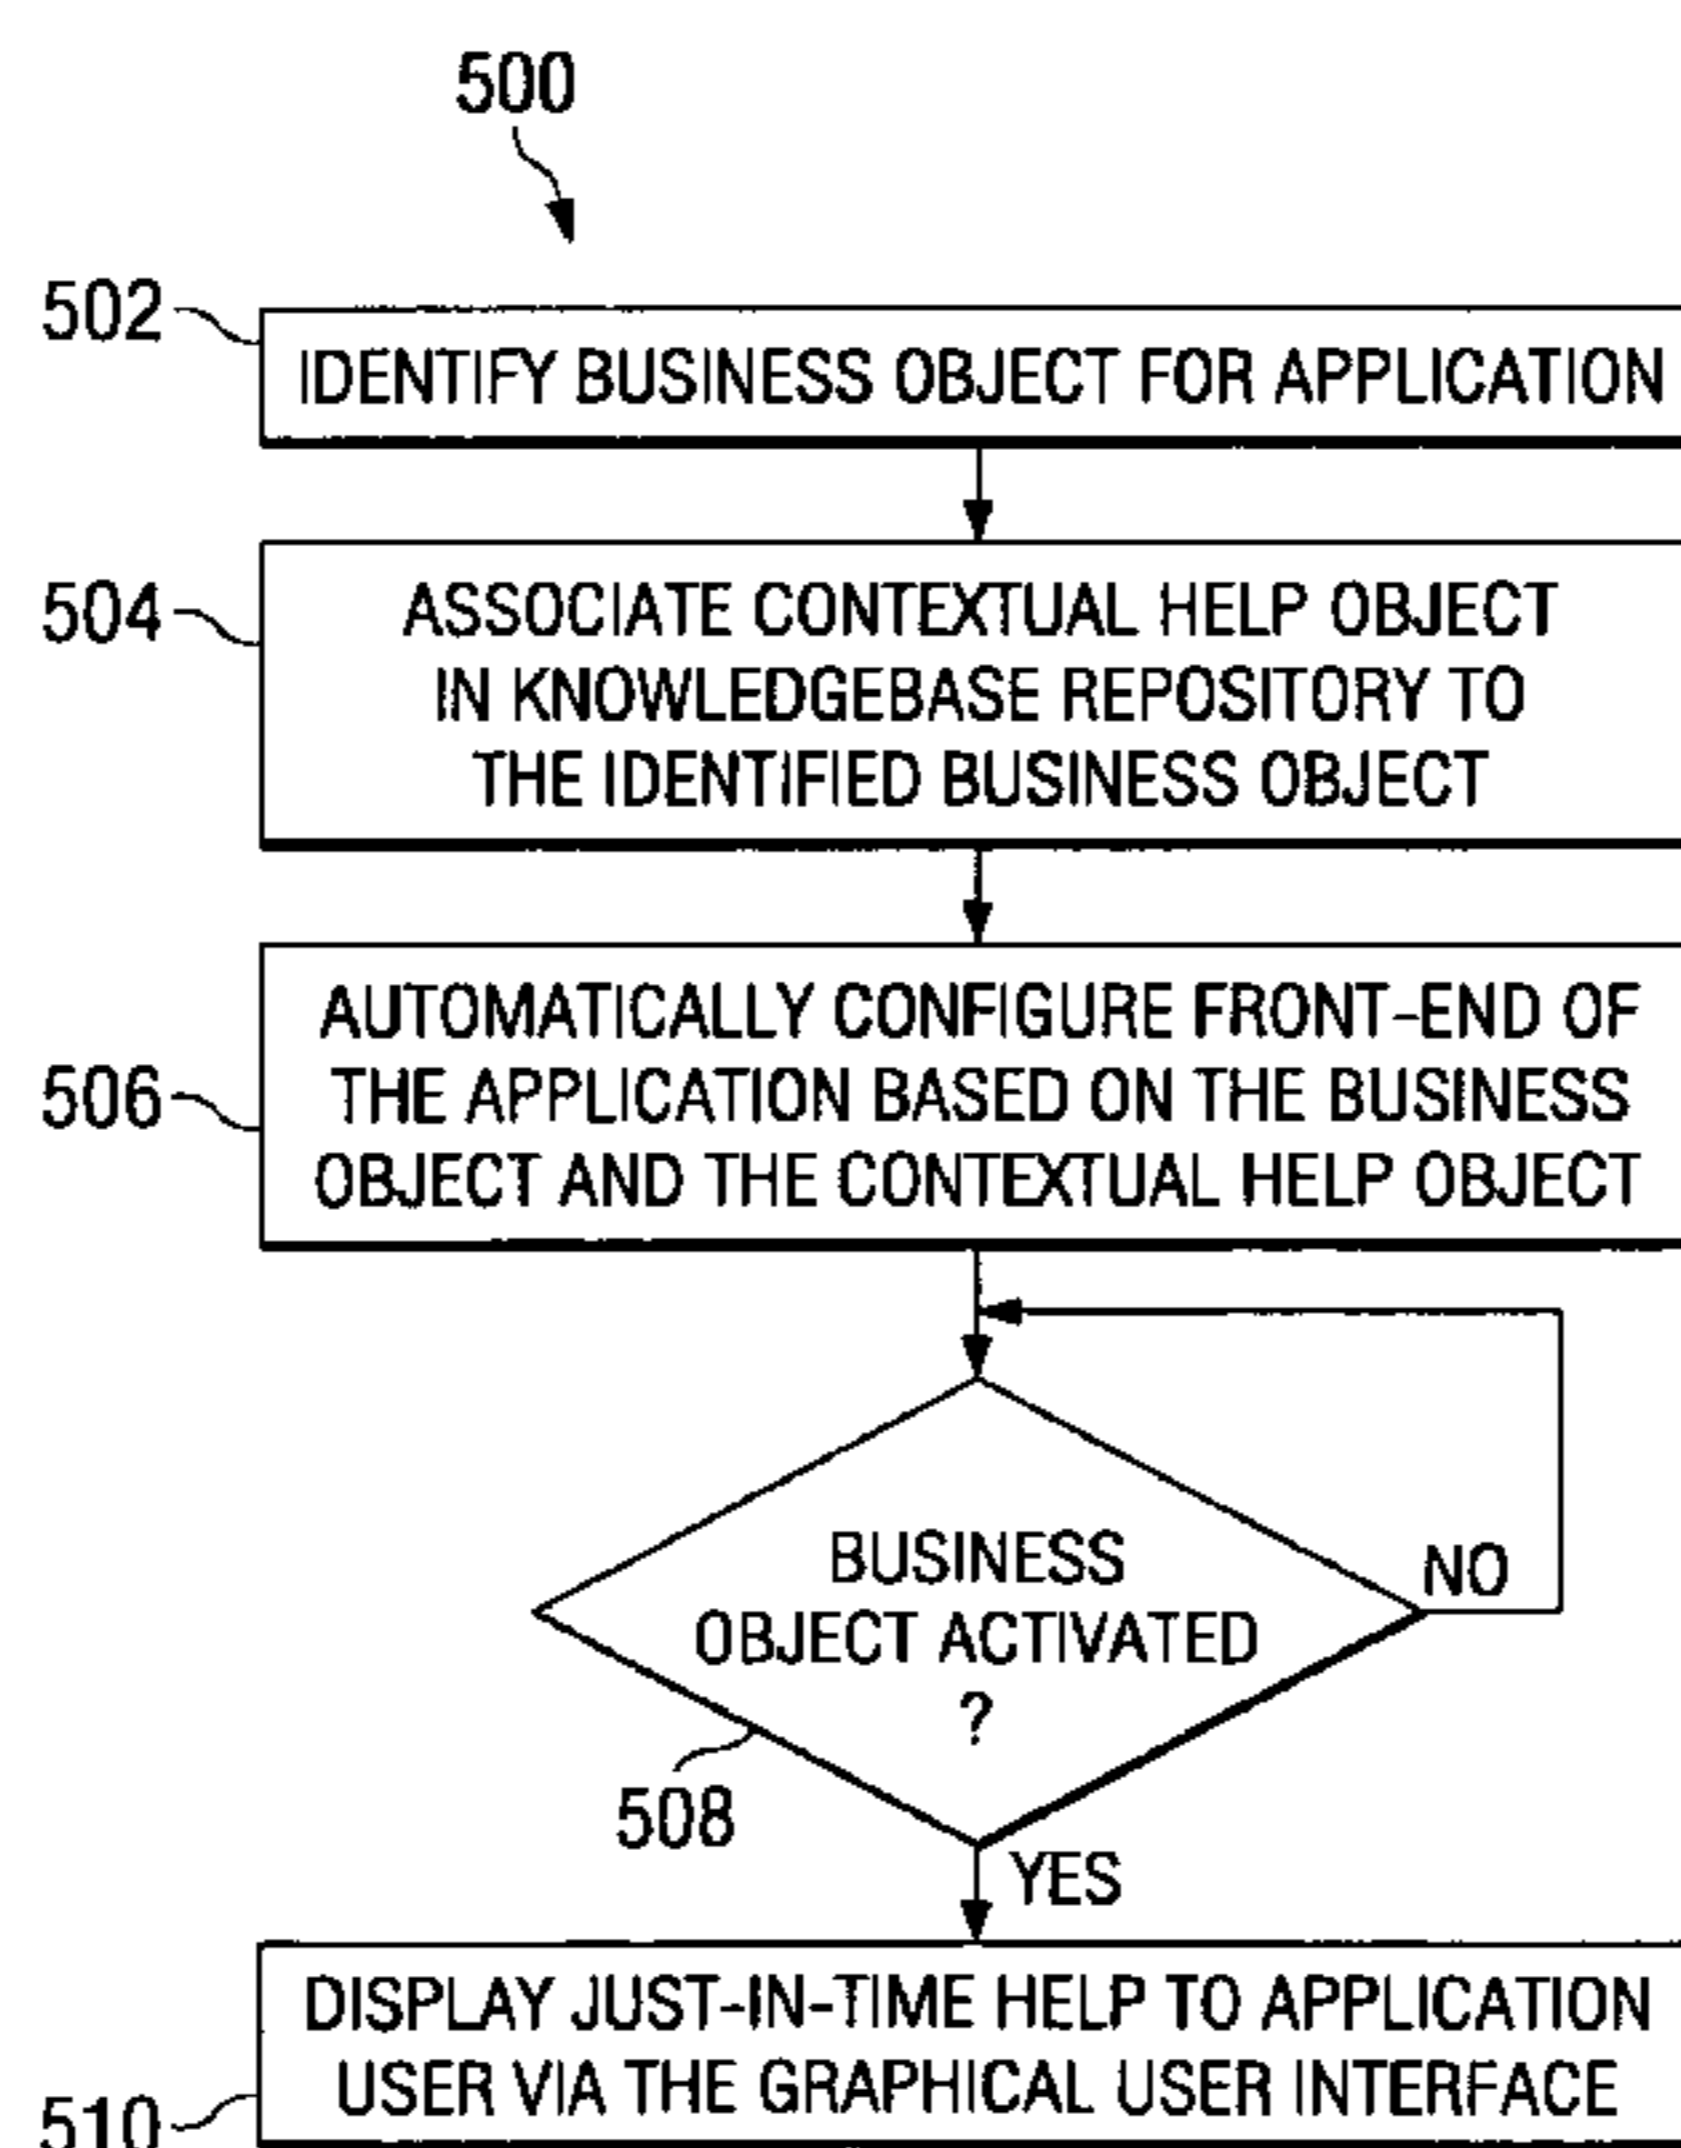 500
502
IDENTIFY BUSINESS OBJECT FOR APPLICATION
504
ASSOCIATE CONTEXTUAL HELP OBJECT
IN KNOWLEDGEBASE REPOSITORY TO
THE IDENTIFIED BUSINESS OBJECT
506
AUTOMATICALLY CONFIGURE FRONT-END OF
THE APPLICATION BASED ON THE BUSINESS
OBJECT AND THE CONTEXTUAL HELP OBJECT
BUSINESS
OBJECT ACTIVATED
?
NO
508
YES
DISPLAY JUST-IN-TIME HELP TO APPLICATION
USER VIA THE GRAPHICAL USER INTERFACE
510